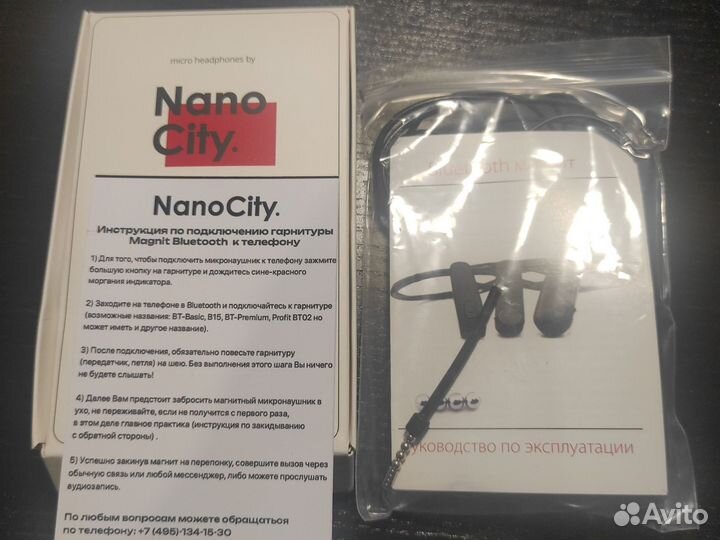 micro headphones by
Nano
City.
NanoCity.
Инструкция по подключению гарнитуры
Magnit Bluetooth к телефону
1) Для того, чтобы подключить микронаушник к телефону зажмите
большую кнопку на гарнитуре и дождитесь сине-красного
моргания индикатора.
2) Заходите на телефоне в Bluetooth и подключайтесь к гарнитуре
(возможные названия: BT-Basic, B15, BT-Premium, Profit BT02 но
может иметь и другое название).
3) После подключения, обязательно повесьте гарнитуру
(передатчик, петля) на шею. Без выполнения этого шага Вы ничего
не будете слышать!
4) Далее Вам предстоит забросить магнитный микронаушник в
ухо, не переживайте, если не получится с первого раза,
в этом деле главное практика (инструкция по закидыванию
с обратной стороны) .
5) Успешно закинув магнит на перепонку, совершите вызов через
обычную связь или любой мессенджер, либо можете прослушать
аудиозапись.
По любым вопросам можете обращаться
по телефону: +7 (495)-134-15-30
Bluetooth
РУКОВОДСТВО ПО ЭКСПЛУАТАЦИИ
Avito